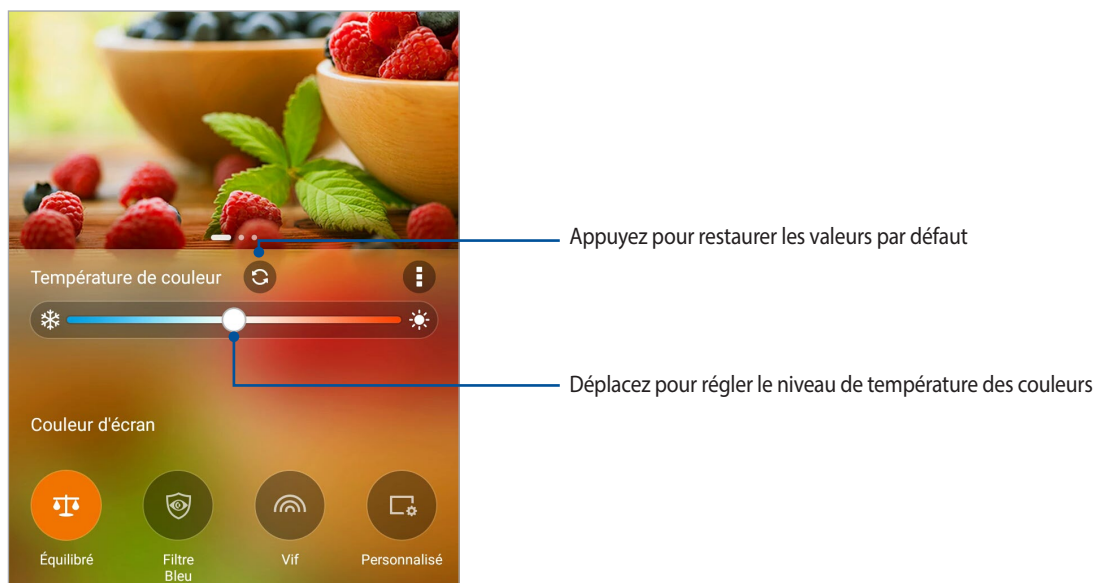 Appuyez pour restaurer les valeurs par défaut
Température de couleur
Déplacez pour régler le niveau de température des couleurs
Couleur d'écran
Équilibré
Filtre
Bleu
Vif
Personnalisé